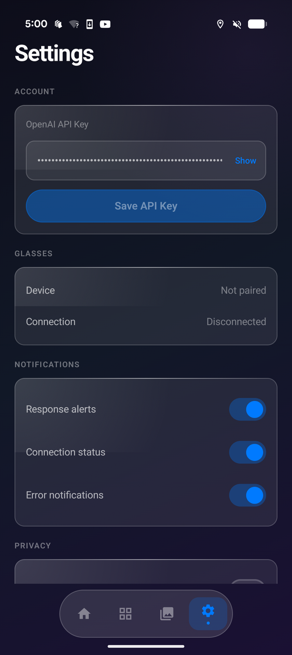 5:00
Settings
ACCOUNT
OpenAI API Key
Show
Save API Key
GLASSES
Device Not paired
Connection Disconnected
NOTIFICATIONS
Response alerts
Connection status
Error notifications
PRIVACY